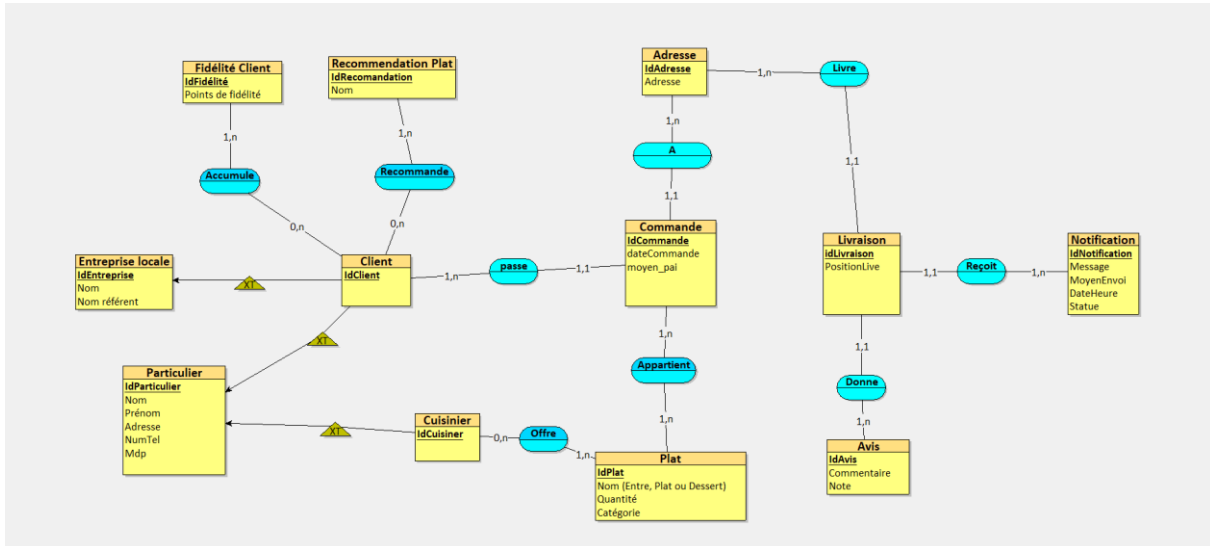 Fidélité Client
IdFidélité
Points de fidélité
1,n
Accumule
0,n
Recommendation Plat
IdRecomandation
Nom
1,n
Recommande
0,n
Adresse
IdAdresse
Adresse
1,n
Livre
1,1
1,n
A
1,1
Entreprise locale
IdEntreprise
Nom
Nom référent
XT
Client
IdClient
1,n
passe
1,1
Commande
IdCommande
dateCommande
moyen_pai
Livraison
idLivraison
PositionLive
1,1
Reçoit
1,n
Notification
IdNotification
Message
MoyenEnvoi
DateHeure
Statue
XT
Particulier
IdParticulier
Nom
Prénom
Adresse
NumTel
Mdp
XT
Cuisinier
IdCuisiner
0,n
Offre
1,n
1,n
Appartient
1,n
Plat
IdPlat
Nom (Entre, Plat ou Dessert)
Quantité
Catégorie
1,1
Donne
1,n
Avis
IdAvis
Commentaire
Note